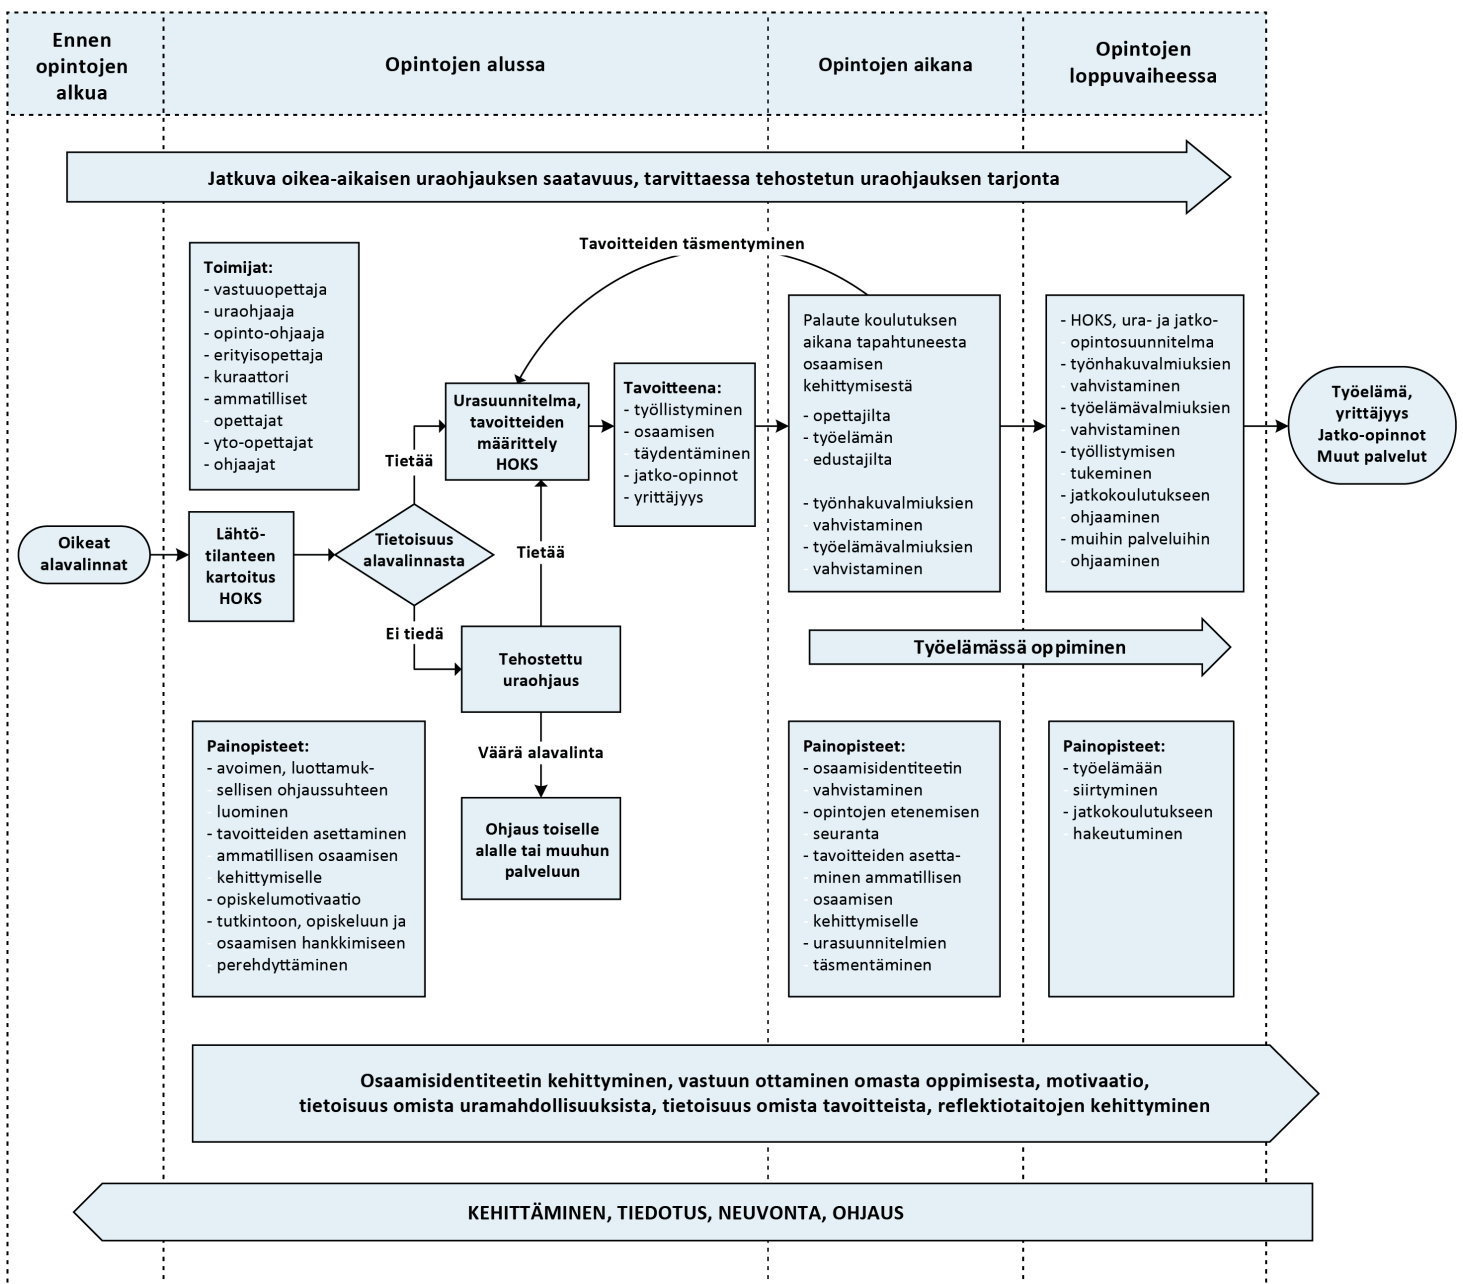 Ennen
opintojen
alkua
Opintojen alussa
Opintojen aikana
Opintojen
loppuvaiheessa
Jatkuva oikea-aikaisen uraohjauksen saatavuus, tarvittaessa tehostetun uraohjauksen tarjonta
Tavoitteiden täsmentyminen
Toimijat:
- vastuuopettaja
- uraohjaaja
- opinto-ohjaaja
- erityisopettaja
- kuraattori
- ammatilliset
opettajat
- yto-opettajat
- ohjaajat
Oikeat
alavalinnat
Lähtö-
tilanteen
kartoitus
HOKS
Tietoisuus
alavalinnasta
Tietää
Ei tiedä
Urasuunnitelma,
tavoitteiden
määrittely
HOKS
Tietää
Tehostettu
uraohjaus
Väärä alavalinta
Ohjaus toiselle
alalle tai muuhun
palveluun
Tavoitteena:
- työllistyminen
- osaamisen
täydentäminen
- jatko-opinnot
- yrittäjyys
Palaute koulutuksen
aikana tapahtuneesta
osaamisen
kehittymisestä
- opettajilta
- työelämän
edustajilta
- työnhakuvalmiuksien
vahvistaminen
- työelämävalmiuksien
vahvistaminen
- HOKS, ura- ja jatko-
opintosuunnitelma
- työnhakuvalmiuksien
vahvistaminen
- työelämävalmiuksien
vahvistaminen
- työllistymisen
tukeminen
- jatkokoulutukseen
ohjaaminen
- muihin palveluihin
ohjaaminen
Työelämä,
yrittäjyys
Jatko-opinnot
Muut palvelut
Työelämässä oppiminen
Painopisteet:
- avoimen, luottamuk-
sellisen ohjaussuhteen
luominen
- tavoitteiden asettaminen
ammatillisen osaamisen
kehittymiselle
- opiskelumotivaatio
- tutkintoon, opiskeluun ja
osaamisen hankkimiseen
perehdyttäminen
Painopisteet:
- osaamisidentiteetin
vahvistaminen
- opintojen etenemisen
seuranta
- tavoitteiden asetta-
minen ammatillisen
osaamisen
kehittymiselle
- urasuunnitelmien
täsmentäminen
Painopisteet:
- työelämään
siirtyminen
- jatkokoulutukseen
hakeutuminen
Osaamisidentiteetin kehittyminen, vastuun ottaminen omasta oppimisesta, motivaatio,
tietoisuus omista uramahdollisuuksista, tietoisuus omista tavoitteista, reflektiotaitojen kehittyminen
KEHITTÄMINEN, TIEDOTUS, NEUVONTA, OHJAUS